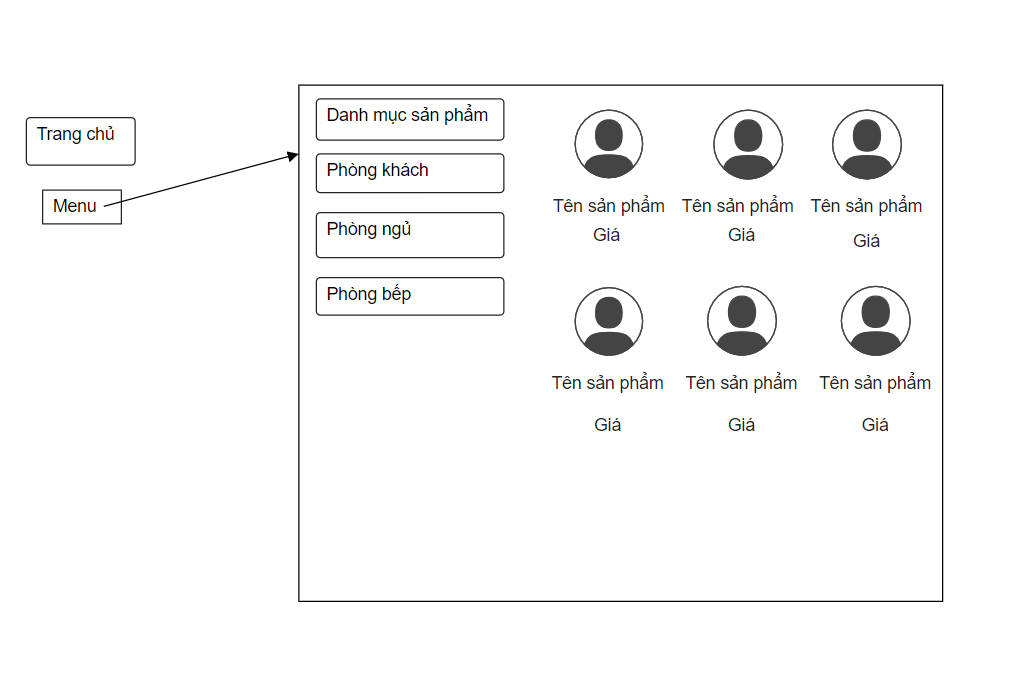 Trang chủ
Menu
Danh mục sản phẩm
Phòng khách
Phòng ngủ
Phòng bếp
Tên sản phẩm
Tên sản phẩm
Tên sản phẩm
Giá
Giá
Giá
Tên sản phẩm
Tên sản phẩm
Tên sản phẩm
Giá
Giá
Giá